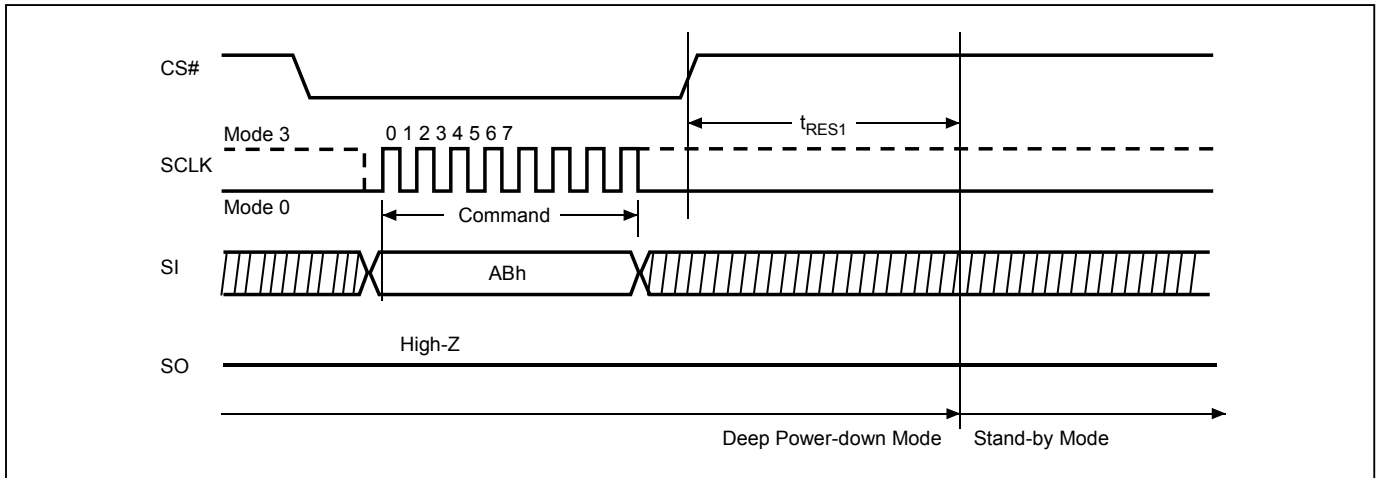 CS#
tRES1
Mode 3
0 1 2 3 4 5 6 7
SCLK
Mode 0
Command
SI
ABh
High-Z
SO
Deep Power-down Mode
Stand-by Mode